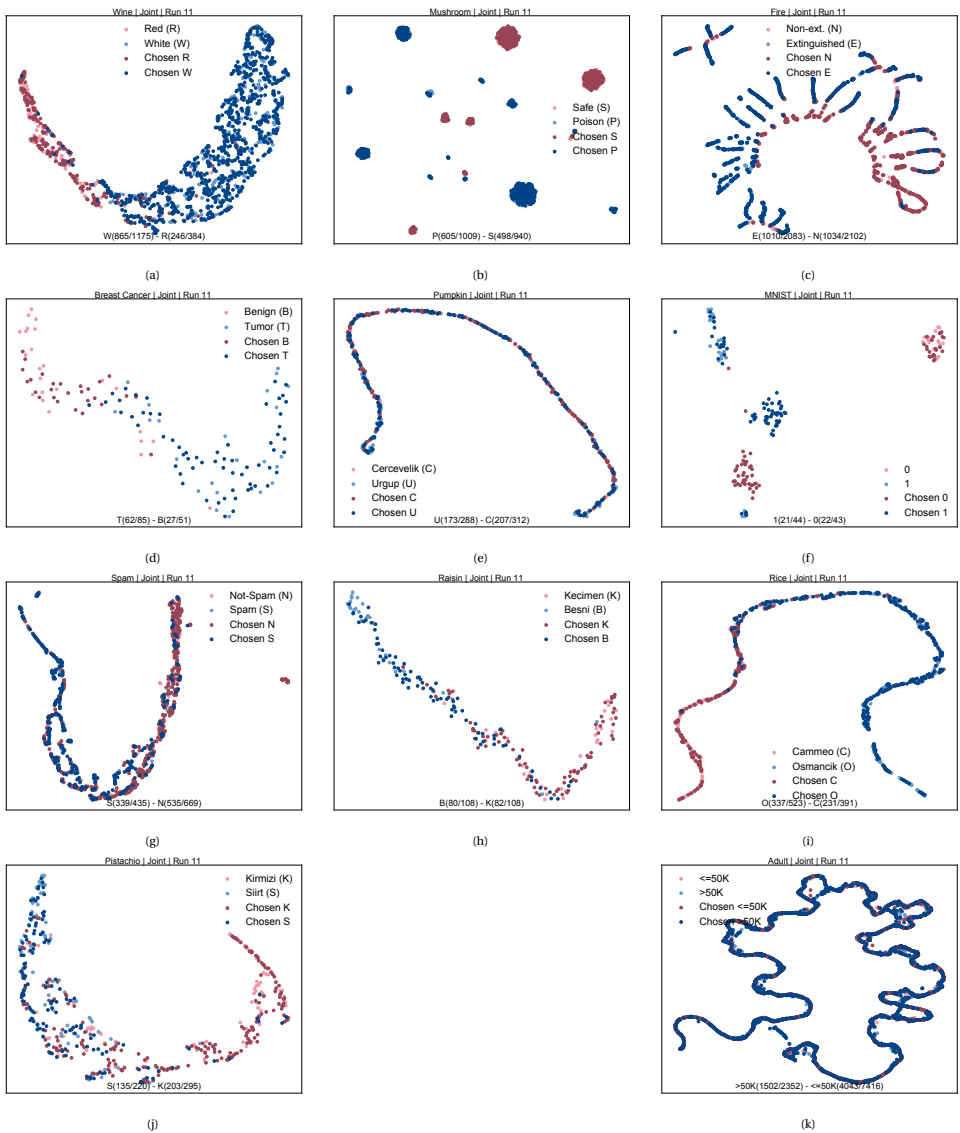 Wine | Joint | Run 11
Red (R)
White (W)
Chosen R
Chosen W
W(865/1175) - R(246/384)
(a)
Mushroom | Joint | Run 11
Safe (S)
Poison (P)
Chosen S
Chosen P
P(605/1009) - S(498/940)
(b)
Fire | Joint | Run 11
Non-ext. (N)
Extinguished (E)
Chosen N
Chosen E
E(1010/2083) - N(1034/2102)
(c)
Breast Cancer | Joint | Run 11
Benign (B)
Tumor (T)
Chosen B
Chosen T
T(62/85) - B(27/51)
(d)
Pumpkin | Joint | Run 11
Cercevelik (C)
Urgup (U)
Chosen C
Chosen U
U(173/288) - C(207/312)
(e)
MNIST | Joint | Run 11
0
1
Chosen 0
Chosen 1
1(21/44) - 0(22/43)
(f)
Spam | Joint | Run 11
Not-Spam (N)
Spam (S)
Chosen N
Chosen S
S(339/435) - N(535/669)
(g)
Raisin | Joint | Run 11
Kecimen (K)
Besni (B)
Chosen K
Chosen B
B(80/108) - K(82/108)
(h)
Rice | Joint | Run 11
Cammeo (C)
Osmancik (O)
Chosen C
Chosen O
O(337/523) - C(231/391)
(i)
Pistachio | Joint | Run 11
Kirmizi (K)
Siirt (S)
Chosen K
Chosen S
S(135/220) - K(203/295)
(j)
Adult | Joint | Run 11
<=50K
>50K
Chosen <=50K
Chosen >50K
>50K(1502/2352) - <=50K(4043/7416)
(k)